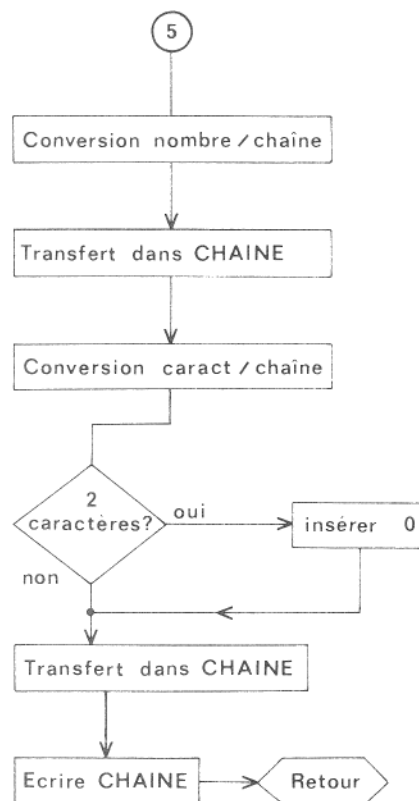 5
Conversion nombre / chaîne
Transfert dans CHAINE
Conversion caract / chaîne
2
caractères?
oui
insérer 0
non
Transfert dans CHAINE
Ecrire CHAINE
Retour